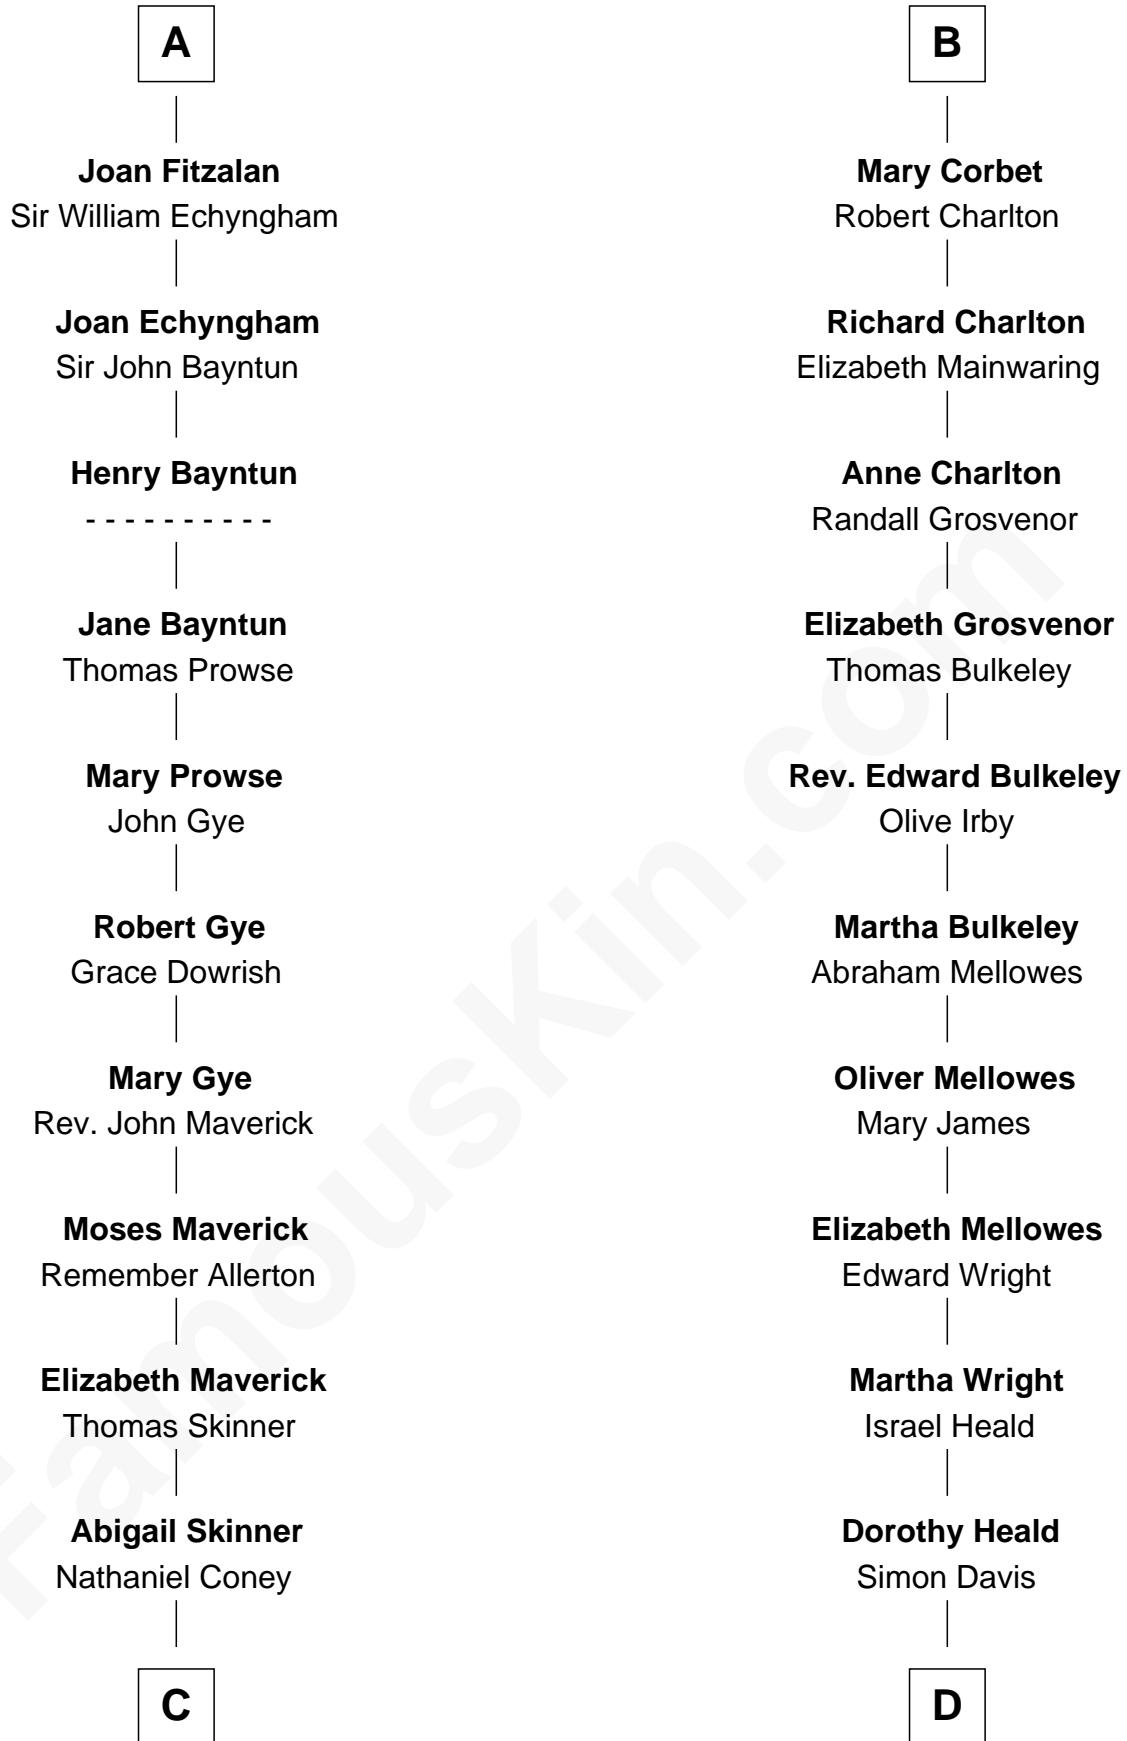 A
Joan Fitzalan
Sir William Echyngham
Joan Echyngham
Sir John Bayntun
Henry Bayntun
- - - - - - - - - -
Jane Bayntun
Thomas Prowse
Mary Prowse
John Gye
Robert Gye
Grace Dowrish
Mary Gye
Rev. John Maverick
Moses Maverick
Remember Allerton
Elizabeth Maverick
Thomas Skinner
Abigail Skinner
Nathaniel Coney
C
B
Mary Corbet
Robert Charlton
Richard Charlton
Elizabeth Mainwaring
Anne Charlton
Randall Grosvenor
Elizabeth Grosvenor
Thomas Bulkeley
Rev. Edward Bulkeley
Olive Irby
Martha Bulkeley
Abraham Mellowes
Oliver Mellowes
Mary James
Elizabeth Mellowes
Edward Wright
Martha Wright
Israel Heald
Dorothy Heald
Simon Davis
D
FamousKin.com